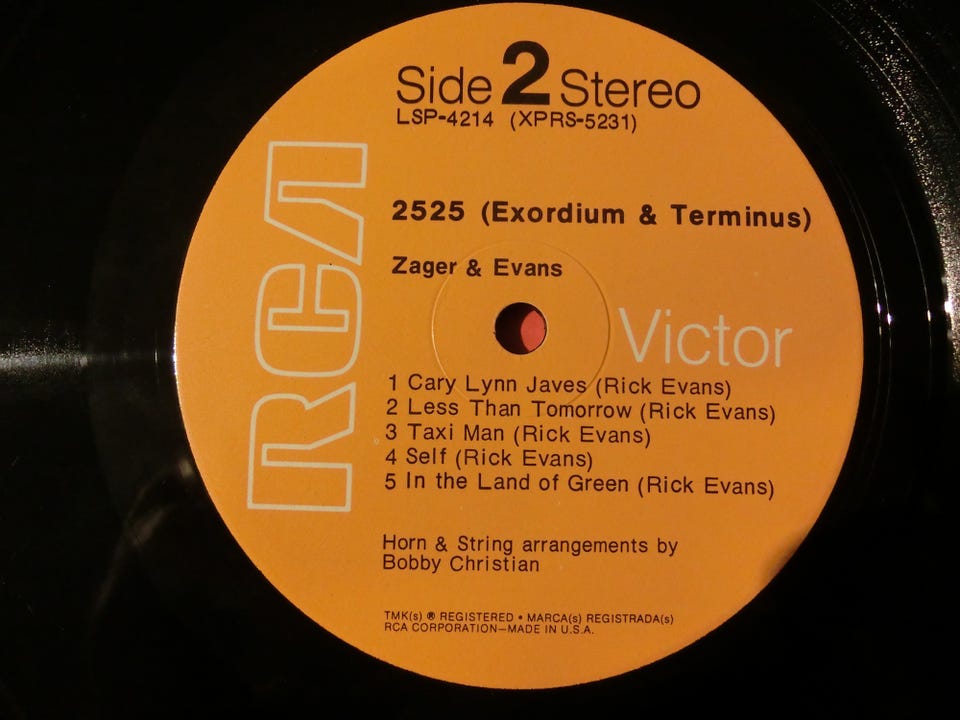 Side 2 Stereo
LSP-4214 (XPRS-5231)
RCA
2525 (Exordium & Terminus)
Zager & Evans
Victor
1 Cary Lynn Javes (Rick Evans)
2 Less Than Tomorrow (Rick Evans)
3 Taxi Man (Rick Evans)
4 Self (Rick Evans)
5 In the Land of Green (Rick Evans)
Horn & String arrangements by
Bobby Christian
TMK(s) ® REGISTERED • MARCA(s) REGISTRADA(s)
RCA CORPORATION—MADE IN U.S.A.